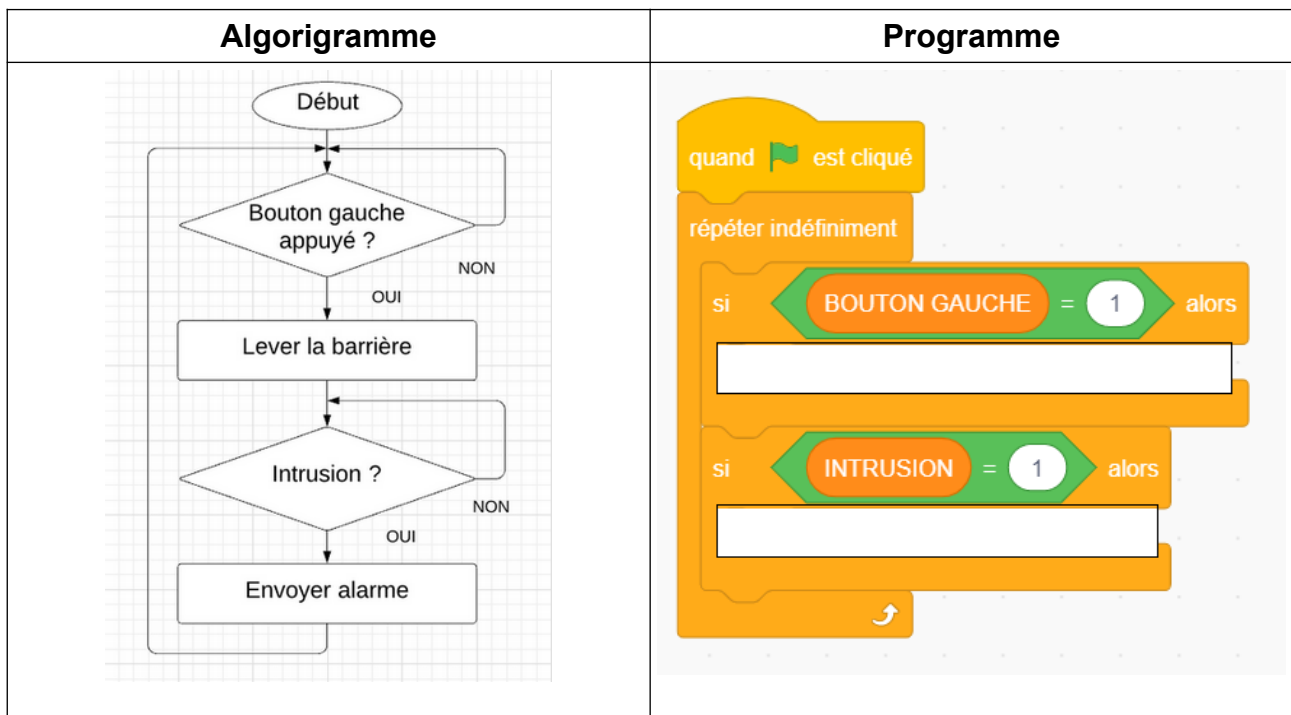 Algorigramme
Programme
Début
Bouton gauche
appuyé ?
NON
OUI
Lever la barrière
Intrusion ?
NON
OUI
Envoyer alarme
quand est cliqué
répéter indéfiniment
si BOUTON GAUCHE = 1 alors
si INTRUSION = 1 alors